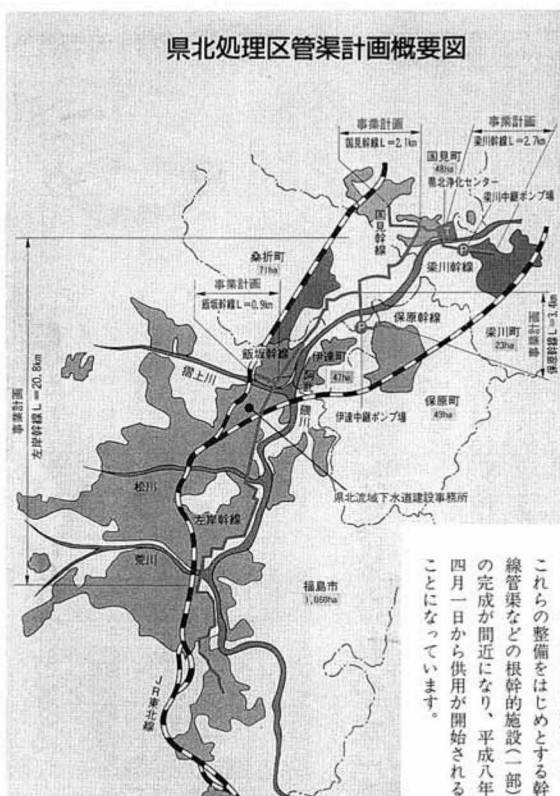 県北処理区管渠計画概要図
事業計画
国見幹線L=2.1km
事業計画
梁川幹線L=2.7km
国見町
48ha
県北浄化センター
梁川中継ポンプ場
国見幹線
桑折町
71ha
梁川幹線
事業計画
飯坂幹線L=0.9km
P
P
保原幹線
梁川町
23ha
事業計画
保原幹線L=3.4km
飯坂幹線
伊達町
47ha
摺上川
阿武隈川
保原町
49ha
伊達中継ポンプ場
事業計画
左岸幹線L=20.8km
県北流域下水道建設事務所
松川
左岸幹線
荒川
福島市
1,060ha
JR東北線
これらの整備をはじめとする幹
線管渠などの根幹的施設(一部)
の完成が間近になり、平成八年
四月一日から供用が開始される
ことになっています。